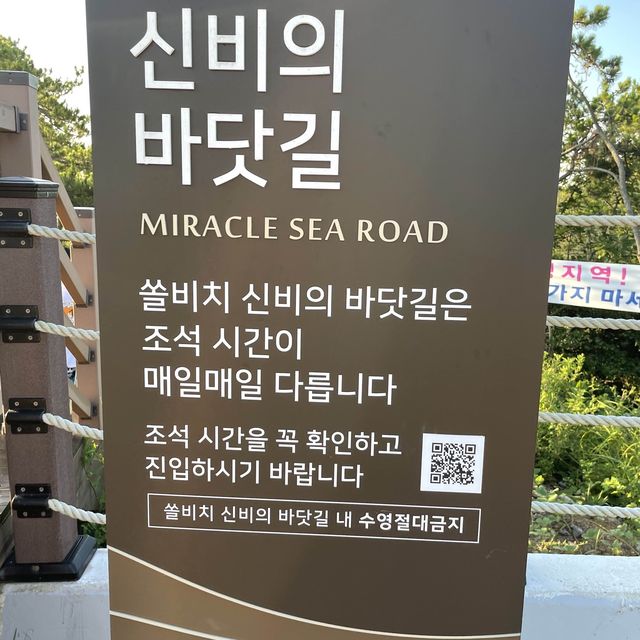 신비의
바닷길
MIRACLE SEA ROAD
쏠비치 신비의 바닷길은
조석 시간이
매일매일 다릅니다
조석 시간을 꼭 확인하고
진입하시기 바랍니다
쏠비치 신비의 바닷길 내 수영절대금지
지역!
가지 마세